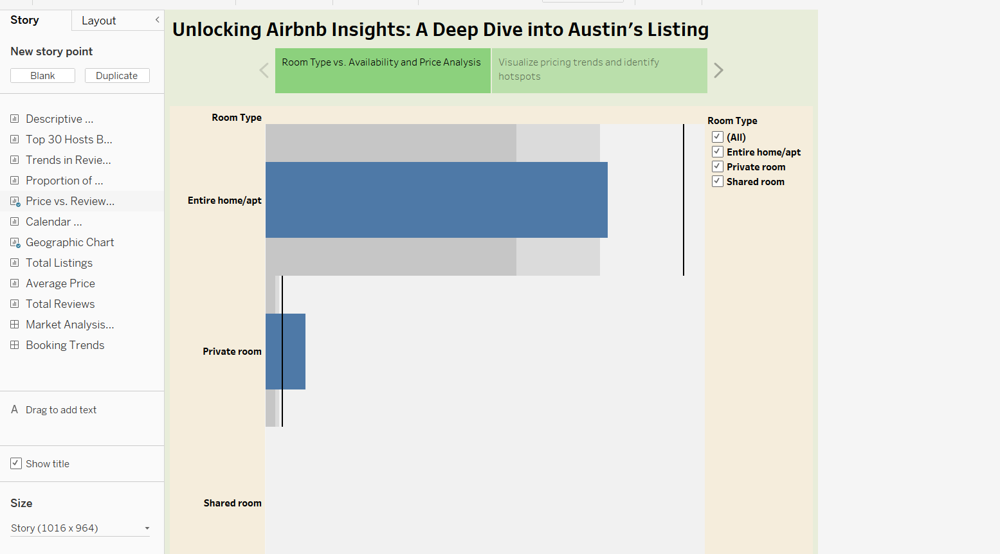 Story
Layout
New story point
Blank
Duplicate
Descriptive ...
Top 30 Hosts B...
Trends in Revie...
Proportion of ...
Price vs. Review...
Calendar ...
Geographic Chart
Total Listings
Average Price
Total Reviews
Market Analysis...
Booking Trends
A Drag to add text
Show title
Size
Story (1016 x 964)
Unlocking Airbnb Insights: A Deep Dive into Austin’s Listing
Room Type vs. Availability and Price Analysis
Visualize pricing trends and identify
hotspots
Room Type
Entire home/apt
Private room
Shared room
Room Type
(All)
Entire home/apt
Private room
Shared room